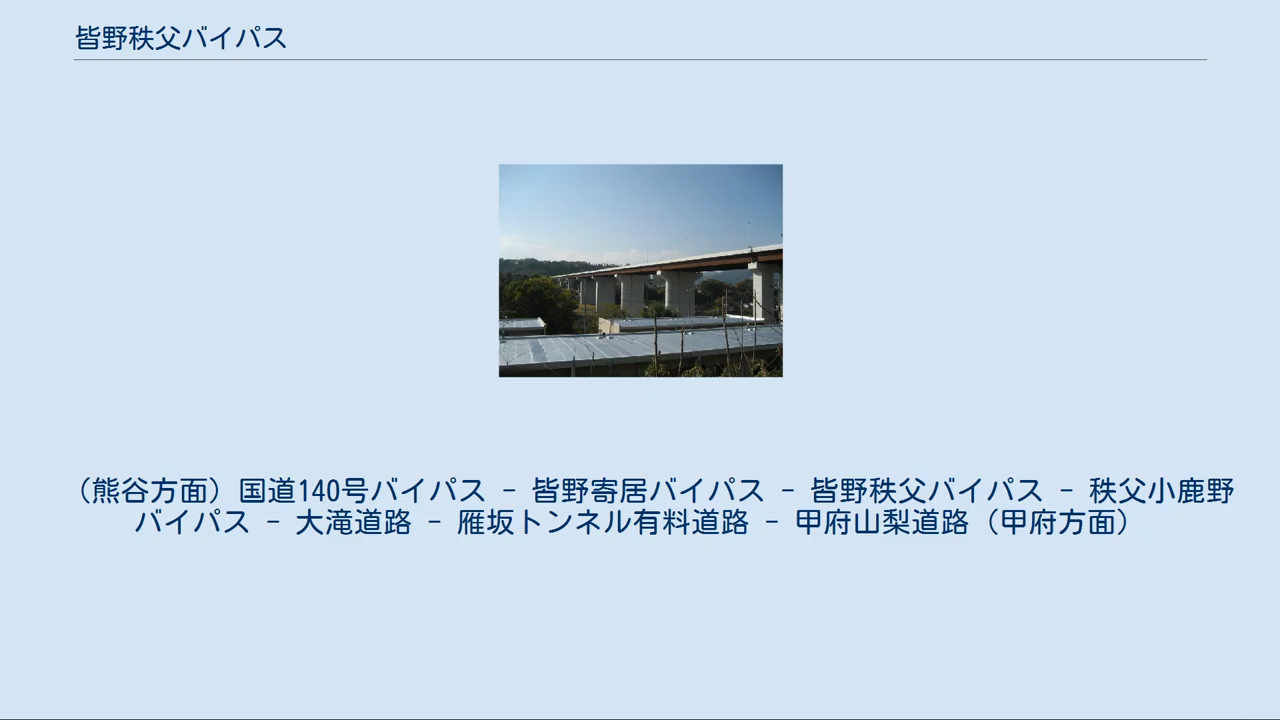 皆野秩父バイパス
（熊谷方面）国道140号バイパス － 皆野寄居バイパス － 皆野秩父バイパス － 秩父小鹿野
バイパス － 大滝道路 － 雁坂トンネル有料道路 － 甲府山梨道路（甲府方面）